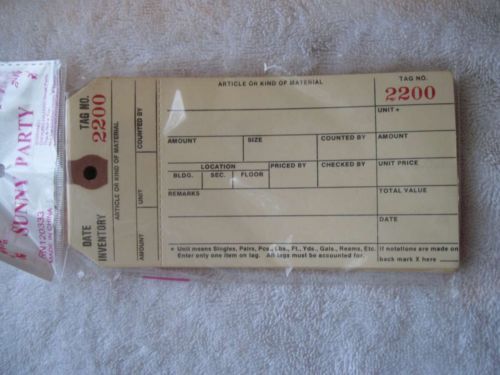 SUNNY PARTY
RN120333
TAG NO.
2200
ARTICLE OR KIND OF MATERIAL
COUNTED BY
UNIT
AMOUNT
DATE
INVENTORY
ARTICLE OR KIND OF MATERIAL
TAG NO.
2200
UNIT *
AMOUNT
SIZE
COUNTED BY
AMOUNT
LOCATION
BLDG.
SEC.
FLOOR
PRICED BY
CHECKED BY
UNIT PRICE
REMARKS
TOTAL VALUE
DATE
* Unit means Singles, Pairs, Pcs., Lbs., Ft., Yds., Gals., Reams, Etc.
Enter only one item on tag. All tags must be accounted for.
If notations are made on
back mark X here